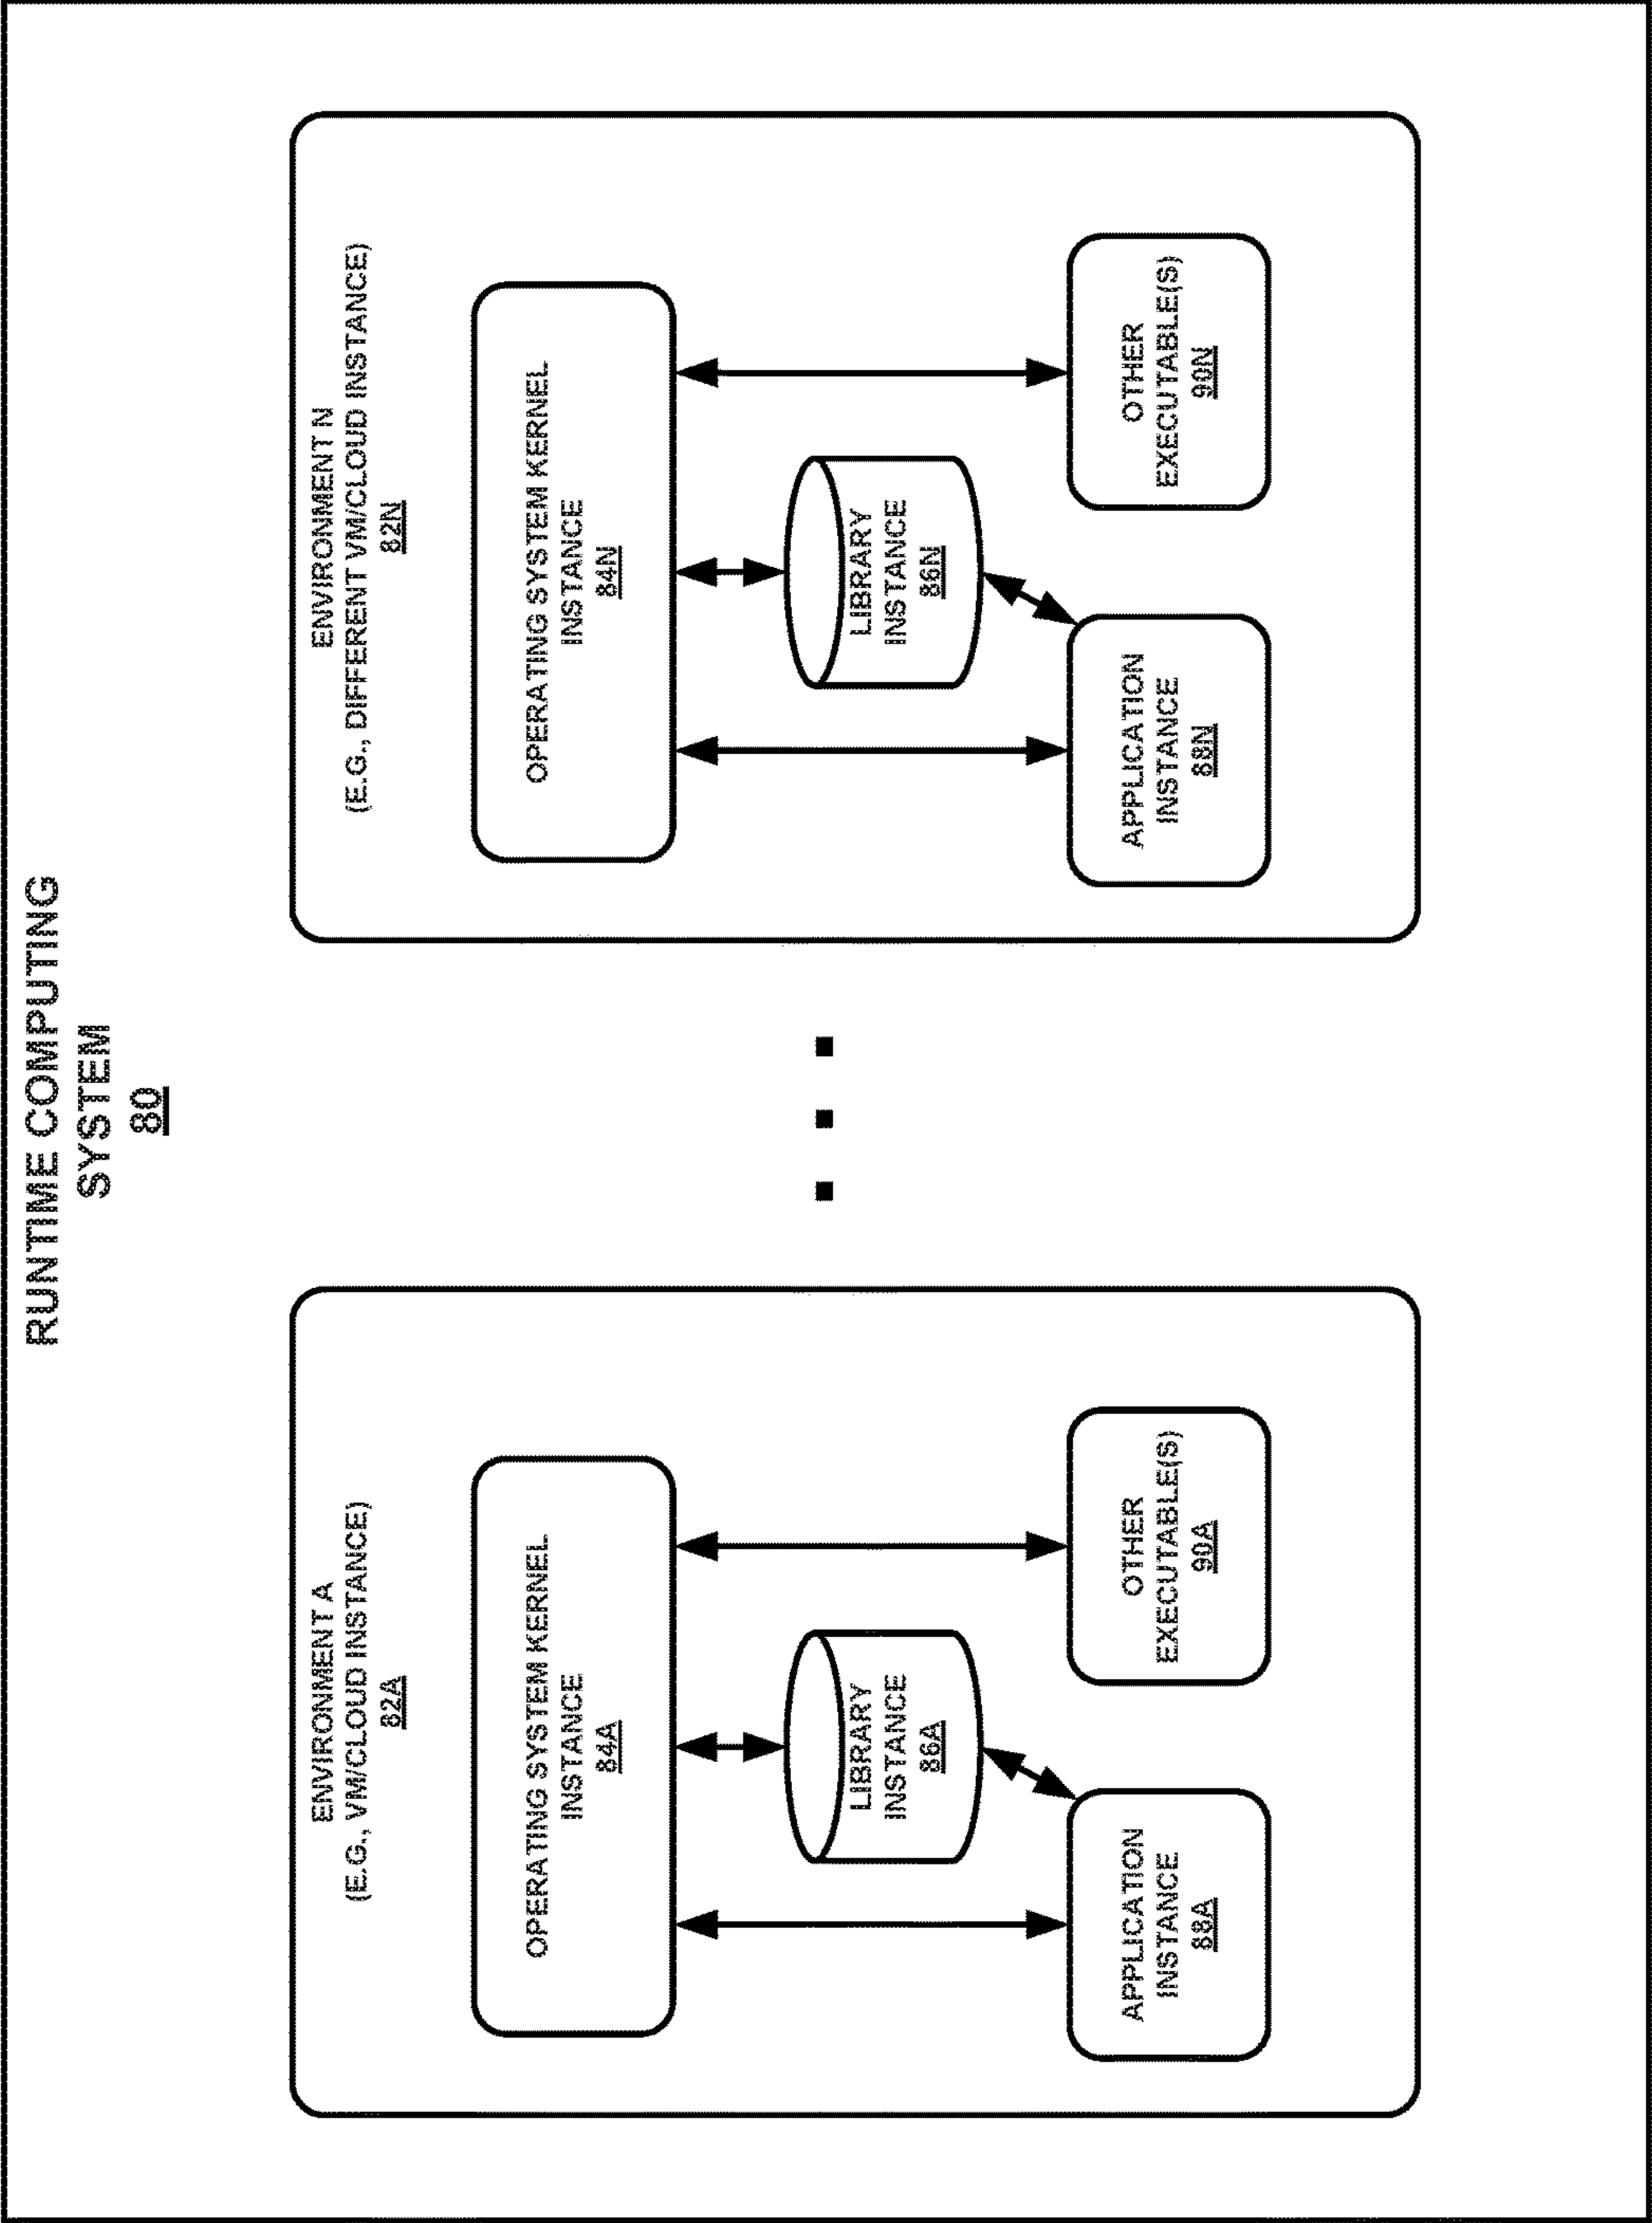 RUNTIME COMPUTING
SYSTEM
80
ENVIRONMENT A
(E.G., VM/CLOUD INSTANCE)
82A
OPERATING SYSTEM KERNEL
INSTANCE
84A
LIBRARY
INSTANCE
86A
APPLICATION
INSTANCE
88A
OTHER
EXECUTABLE(S)
90A
ENVIRONMENT N
(E.G., DIFFERENT VM/CLOUD INSTANCE)
82N
OPERATING SYSTEM KERNEL
INSTANCE
84N
LIBRARY
INSTANCE
86N
APPLICATION
INSTANCE
88N
OTHER
EXECUTABLE(S)
90N